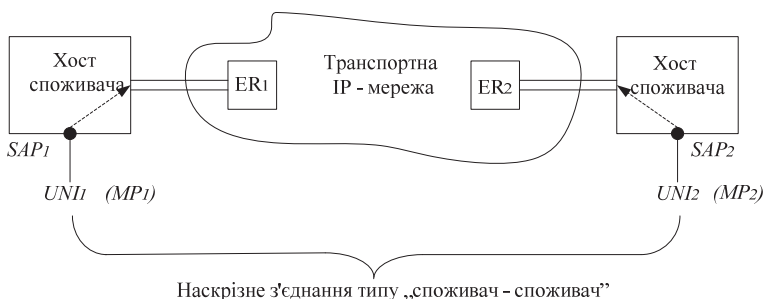 Хост
споживача
ER1
Транспортна
IP - мережа
ER2
Хост
споживача
SAP1
SAP2
UNI1 (MP1)
UNI2 (MP2)
Наскрізне з'єднання типу „споживач - споживач”